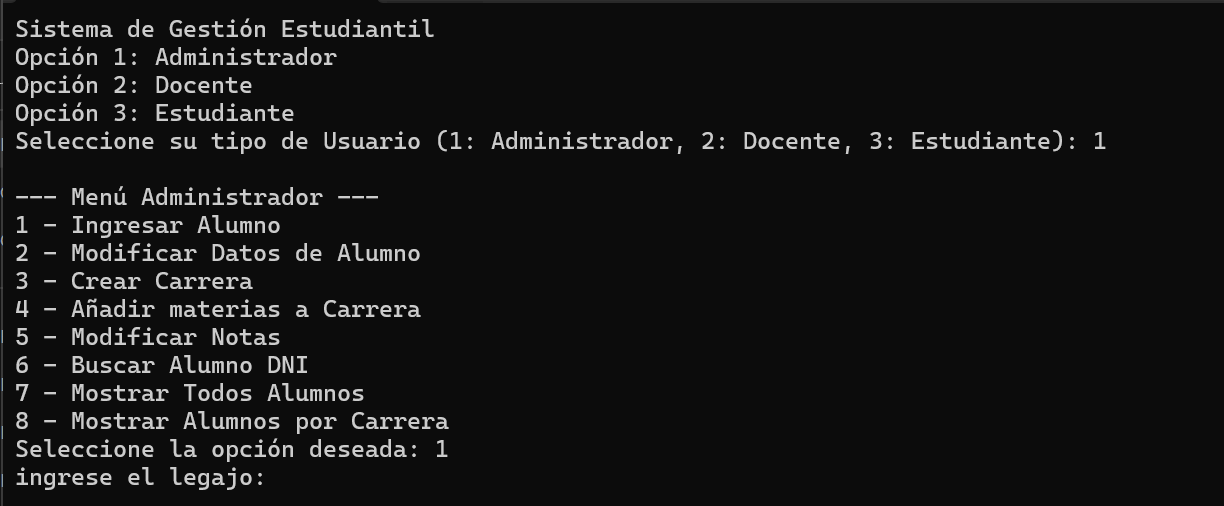 Sistema de Gestión Estudiantil
Opción 1: Administrador
Opción 2: Docente
Opción 3: Estudiante
Seleccione su tipo de Usuario (1: Administrador, 2: Docente, 3: Estudiante): 1
--- Menú Administrador ---
1 - Ingresar Alumno
2 - Modificar Datos de Alumno
3 - Crear Carrera
4 - Añadir materias a Carrera
5 - Modificar Notas
6 - Buscar Alumno DNI
7 - Mostrar Todos Alumnos
8 - Mostrar Alumnos por Carrera
Seleccione la opción deseada: 1
ingrese el legajo: